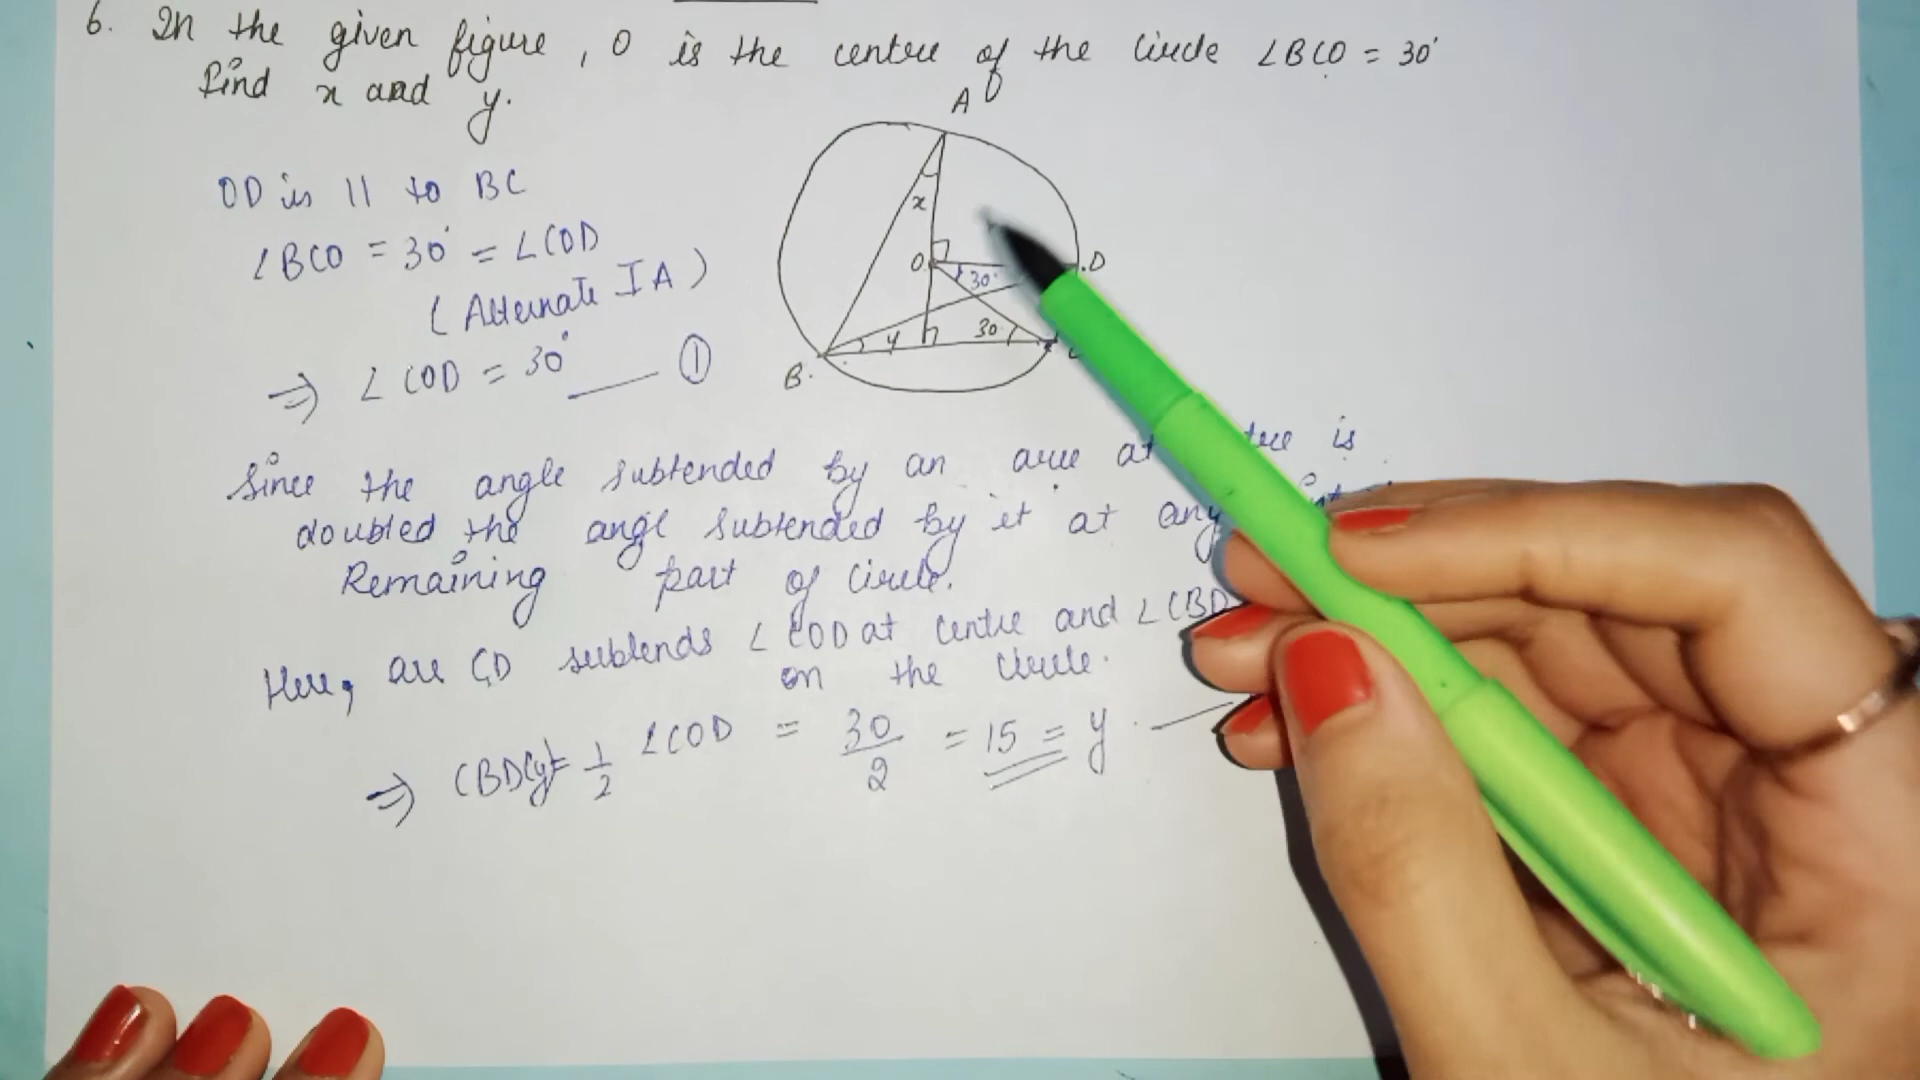 6. In the given figure, O is the centre of the circle ∠BCO = 30°
Find x and y.
A
OD is || to BC
x
∠BCO = 30° = ∠COD
O
D
30°
(Alternate I A)
y
30
⇒ ∠COD = 30° —— ①
B
Since the angle subtended by an arc at is
doubled the angl subtended by it at any
Remaining part of circle.
Here, arc CD subtends ∠COD at centre and ∠CBD
on the circle.
⇒ CBD(y)= 1/2 ∠COD = 30/2 = 15 = y